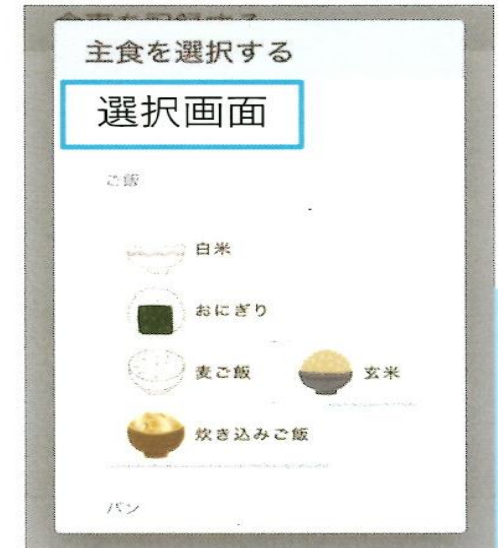 主食を選択する
選択画面
ご飯
白米
おにぎり
麦ご飯 玄米
炊き込みご飯
パン